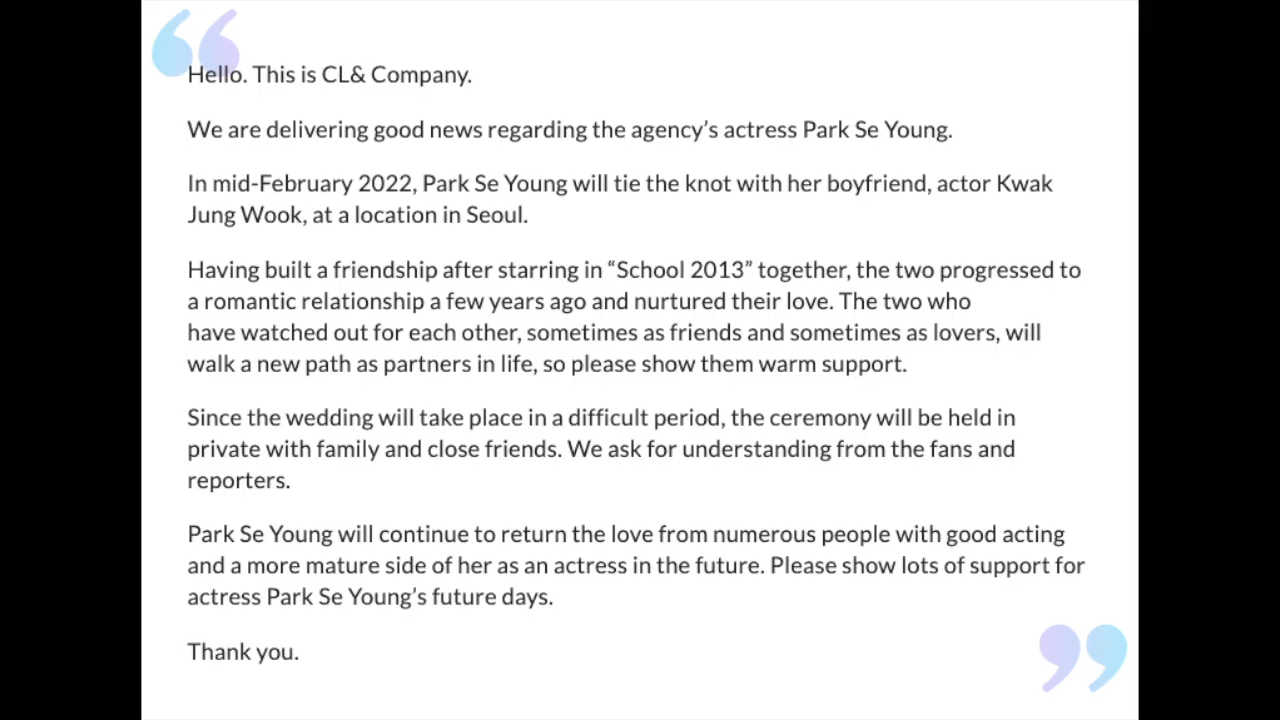 Hello. This is CL& Company.
We are delivering good news regarding the agency’s actress Park Se Young.
In mid-February 2022, Park Se Young will tie the knot with her boyfriend, actor Kwak
Jung Wook, at a location in Seoul.
Having built a friendship after starring in “School 2013” together, the two progressed to
a romantic relationship a few years ago and nurtured their love. The two who
have watched out for each other, sometimes as friends and sometimes as lovers, will
walk a new path as partners in life, so please show them warm support.
Since the wedding will take place in a difficult period, the ceremony will be held in
private with family and close friends. We ask for understanding from the fans and
reporters.
Park Se Young will continue to return the love from numerous people with good acting
and a more mature side of her as an actress in the future. Please show lots of support for
actress Park Se Young’s future days.
Thank you.